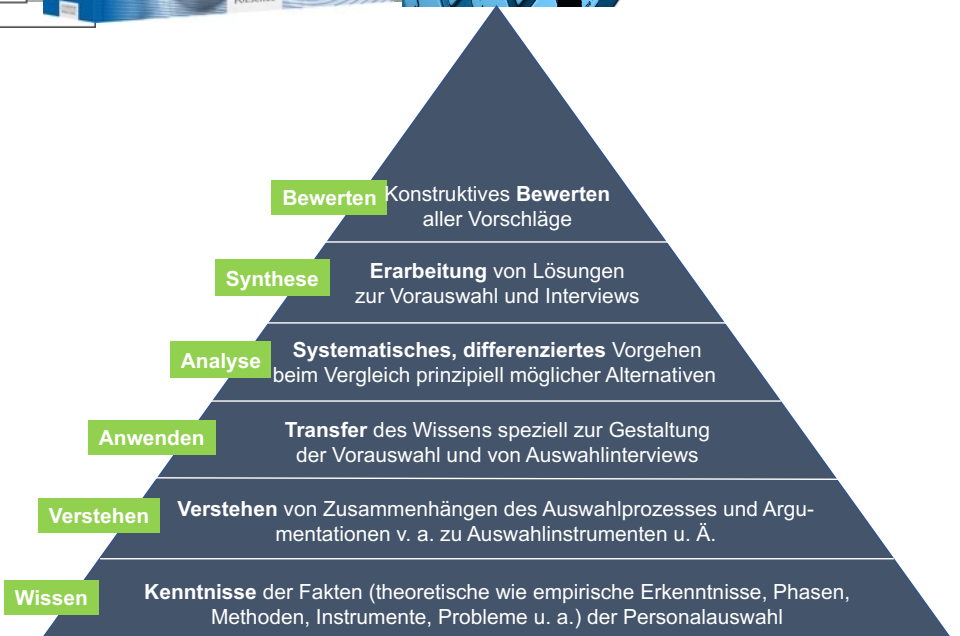 Bewerten
Konstruktives Bewerten
aller Vorschläge
Synthese
Erarbeitung von Lösungen
zur Vorauswahl und Interviews
Analyse
Systematisches, differenziertes Vorgehen
beim Vergleich prinzipiell möglicher Alternativen
Anwenden
Transfer des Wissens speziell zur Gestaltung
der Vorauswahl und von Auswahlinterviews
Verstehen
Verstehen von Zusammenhängen des Auswahlprozesses und Argu-
mentationen v. a. zu Auswahlinstrumenten u. Ä.
Wissen
Kenntnisse der Fakten (theoretische wie empirische Erkenntnisse, Phasen,
Methoden, Instrumente, Probleme u. a.) der Personalauswahl